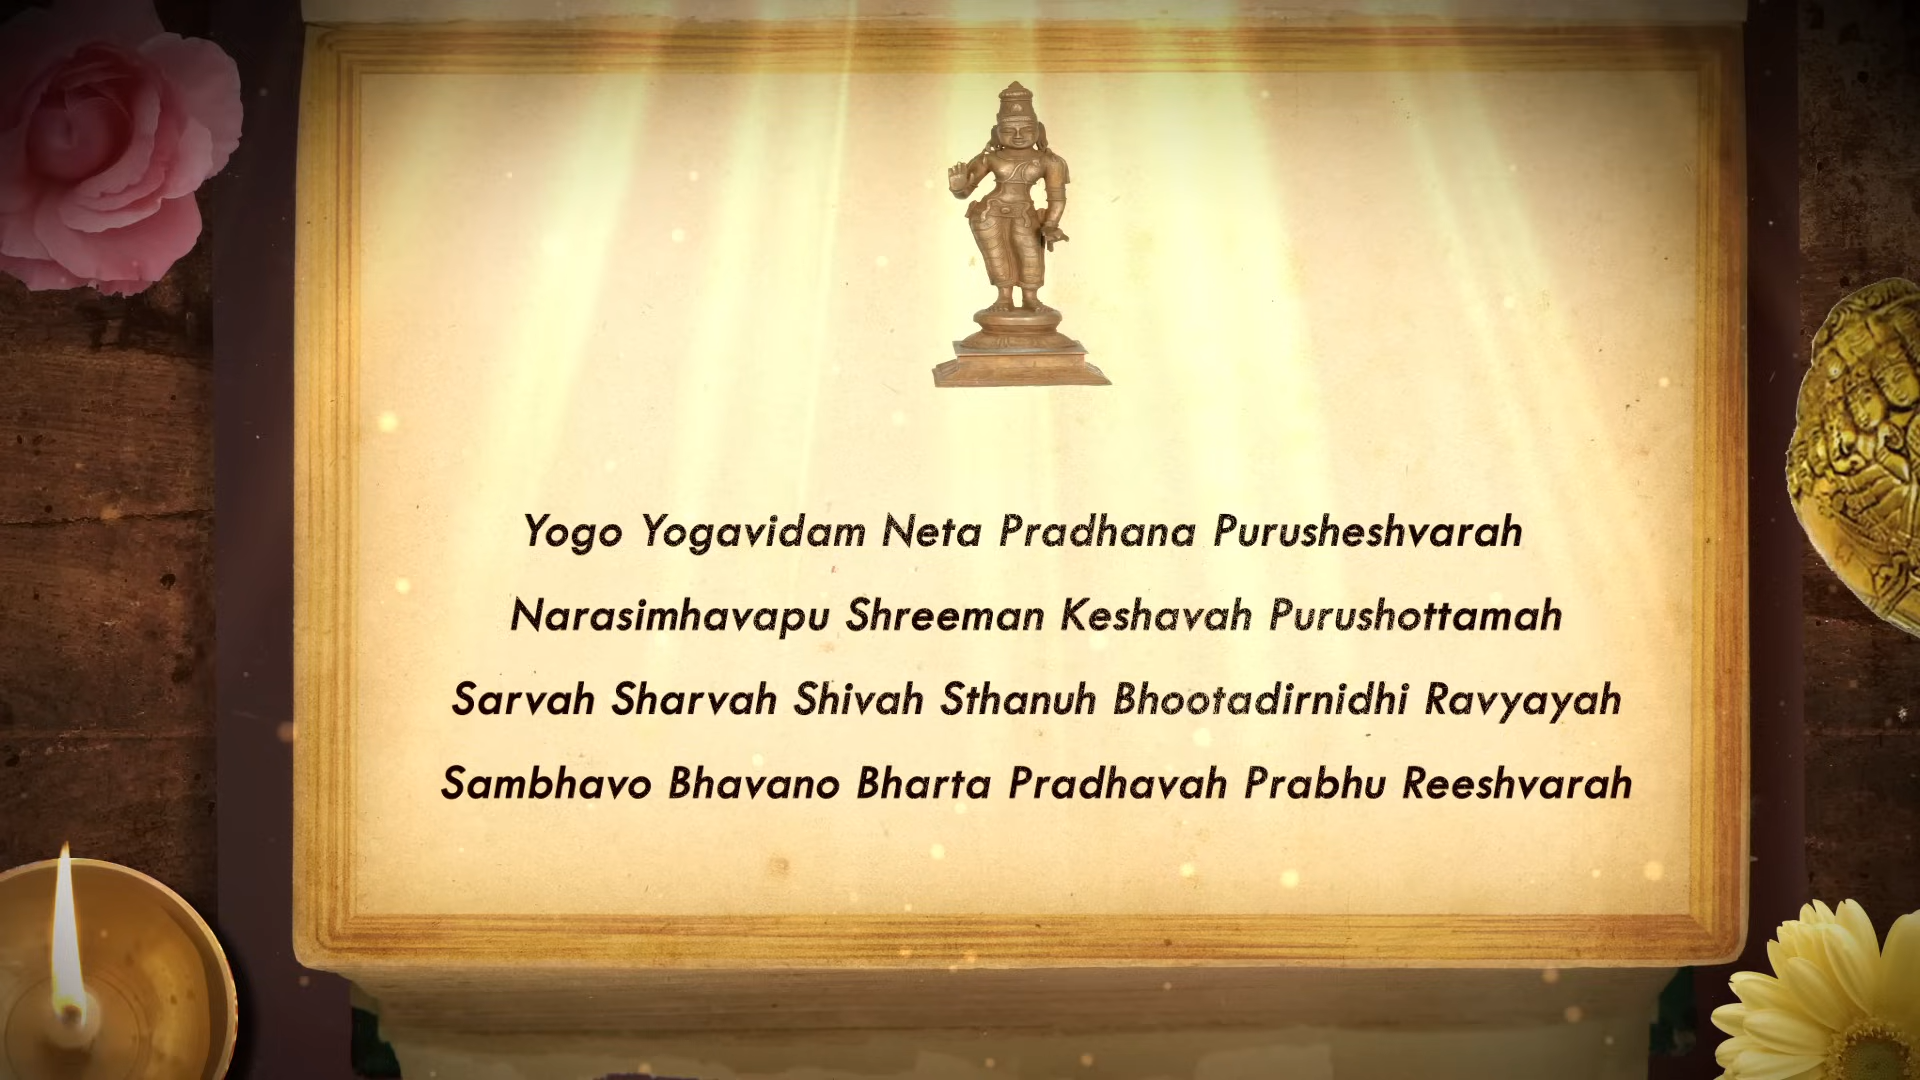 Yogo Yogavidam Neta Pradhana Purusheshvarah
Narasimhavapu Shreeman Keshavah Purushottamah
Sarvah Sharvah Shivah Sthanuh Bhootadirnidhi Ravyayah
Sambhavo Bhavano Bharta Pradhavah Prabhu Reeshvarah